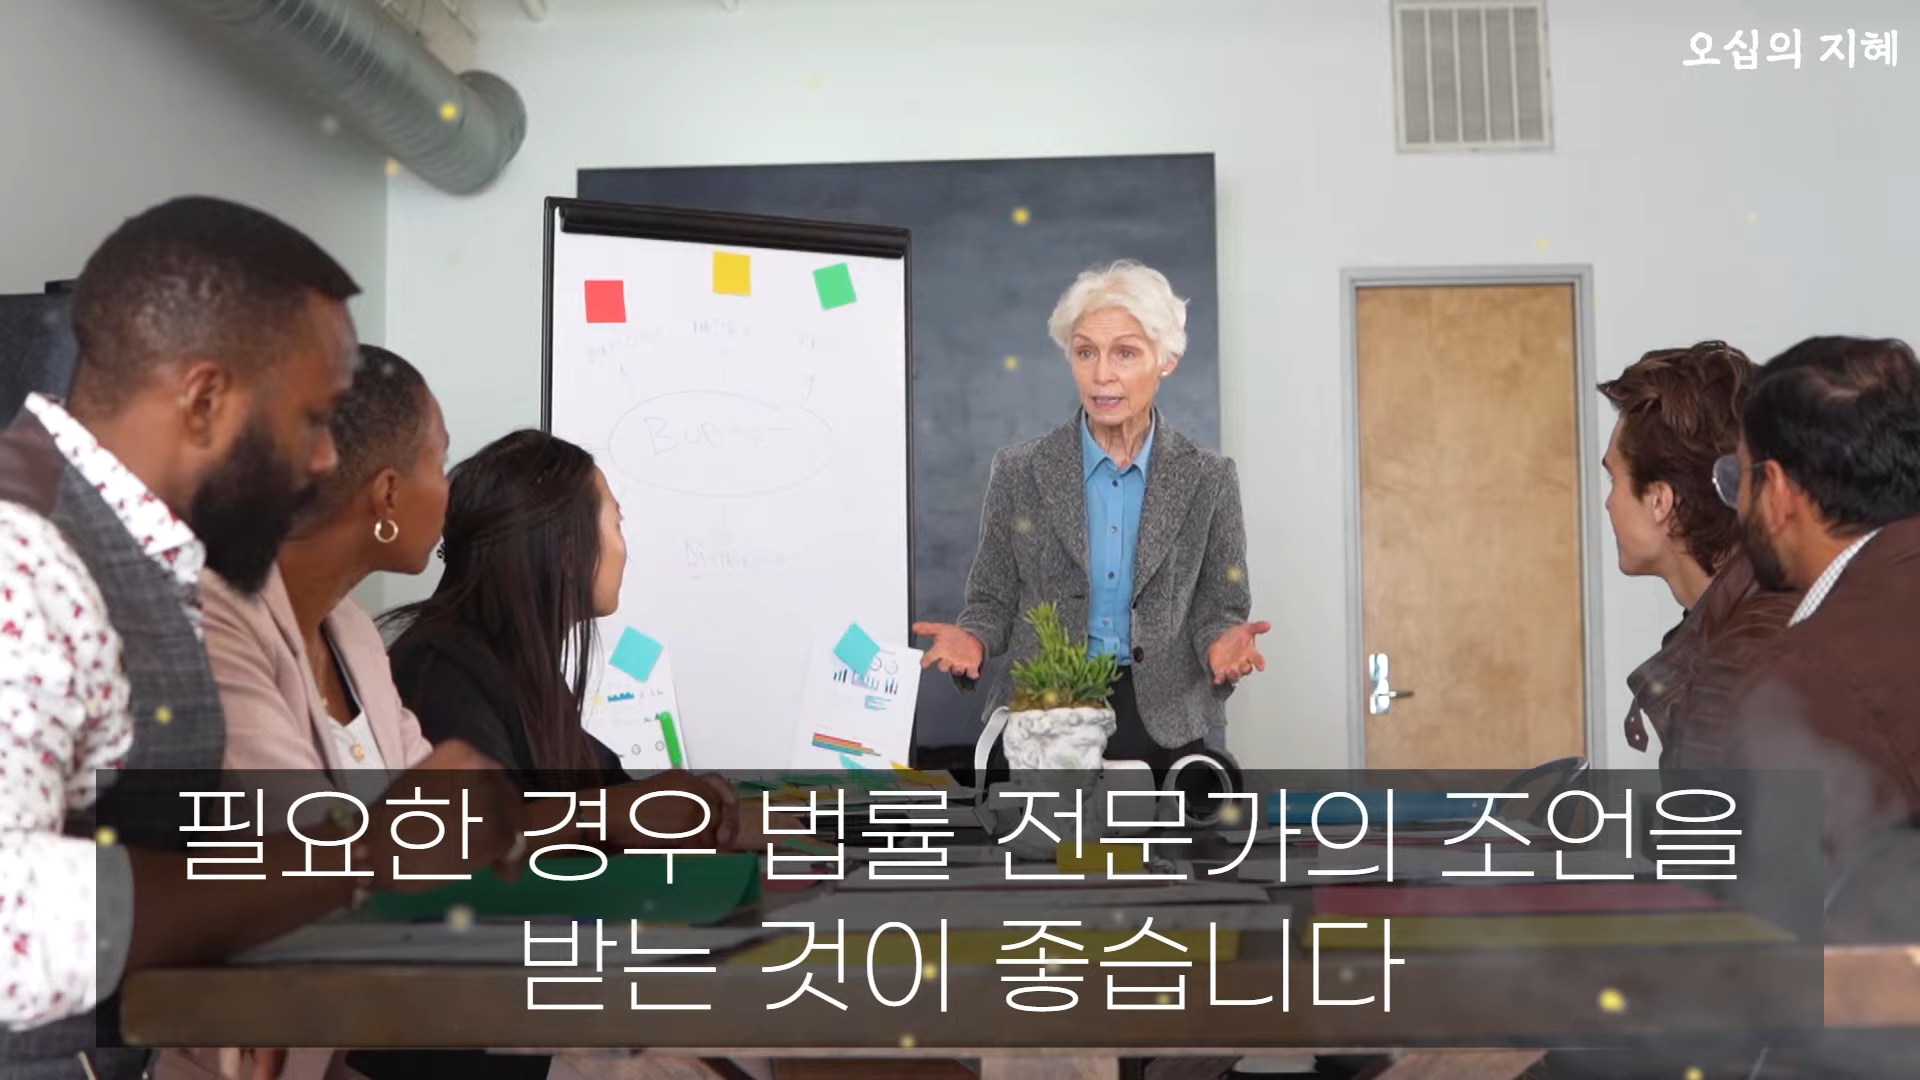 오십의 지혜
필요한 경우 법률 전문가의 조언을
받는 것이 좋습니다